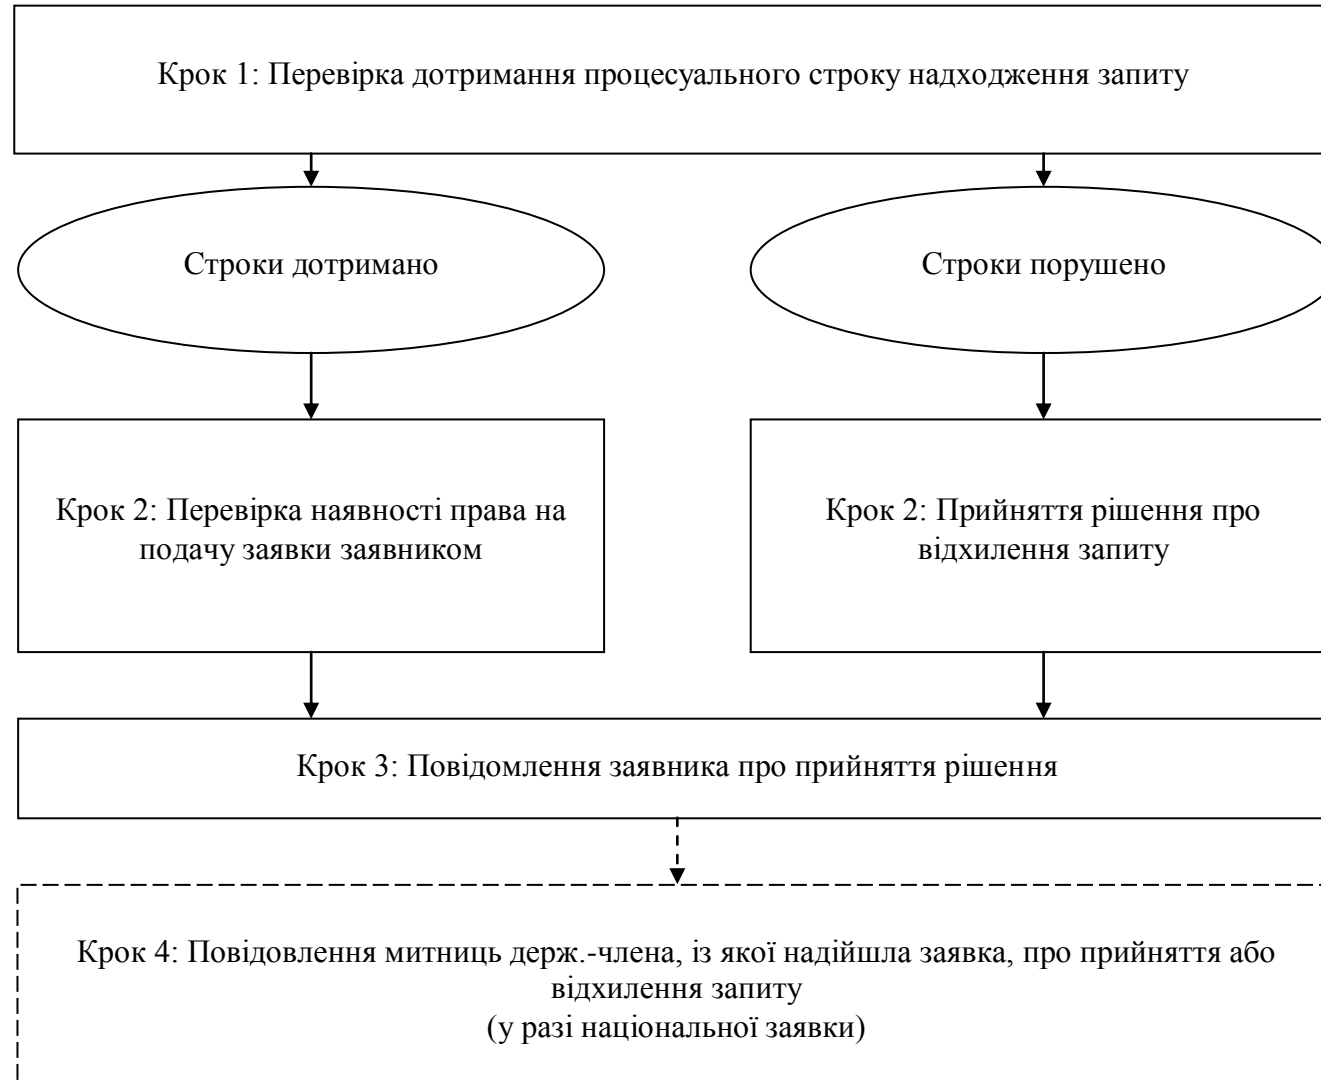 Крок 1: Перевірка дотримання процесуального строку надходження запиту
Строки дотримано
Строки порушено
Крок 2: Перевірка наявності права на
подачу заявки заявником
Крок 2: Прийняття рішення про
відхилення запиту
Крок 3: Повідомлення заявника про прийняття рішення
Крок 4: Повідовлення митниць держ.-члена, із якої надійшла заявка, про прийняття або
відхилення запиту
(у разі національної заявки)